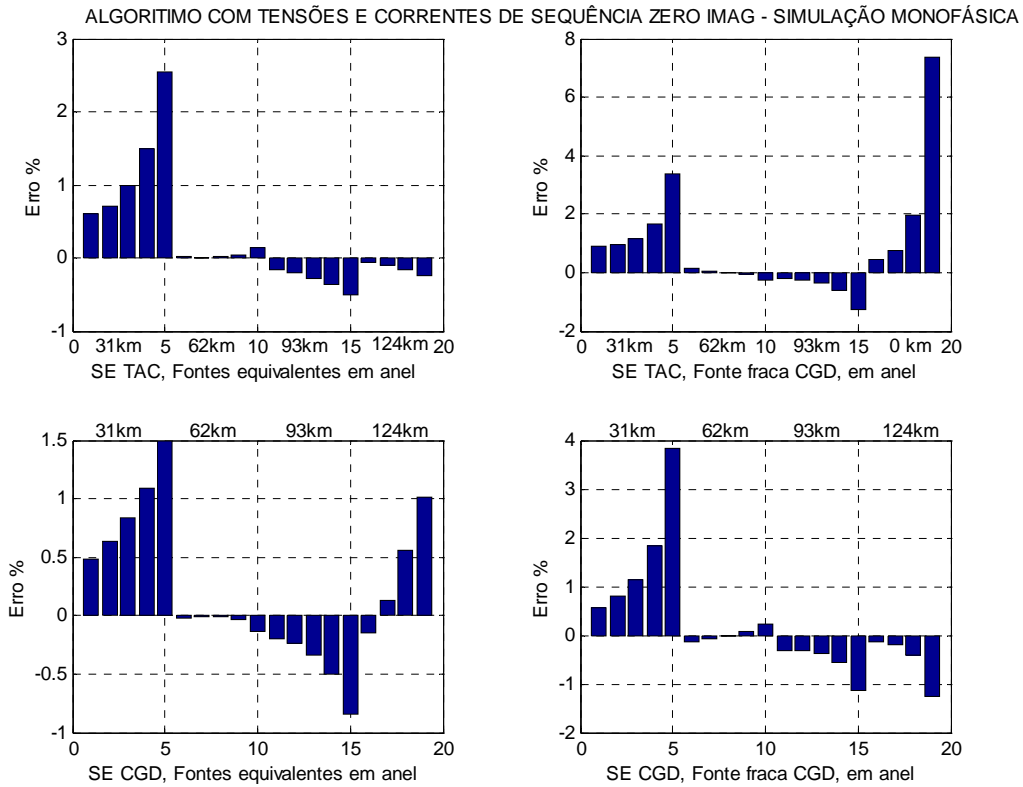 ALGORITIMO COM TENSÕES E CORRENTES DE SEQUÊNCIA ZERO IMAG - SIMULAÇÃO MONOFÁSICA
3
2
1
0
-1
Erro %
0 31km 5 62km 10 93km 15 124km 20
SE TAC, Fontes equivalentes em anel
8
6
4
2
0
-2
Erro %
0 31km 5 62km 10 93km 15 0 km 20
SE TAC, Fonte fraca CGD, em anel
31km 62km 93km 124km
1.5
1
0.5
0
-0.5
-1
Erro %
0 5 10 15 20
SE CGD, Fontes equivalentes em anel
31km 62km 93km 124km
4
3
2
1
0
-1
-2
Erro %
0 5 10 15 20
SE CGD, Fonte fraca CGD, em anel